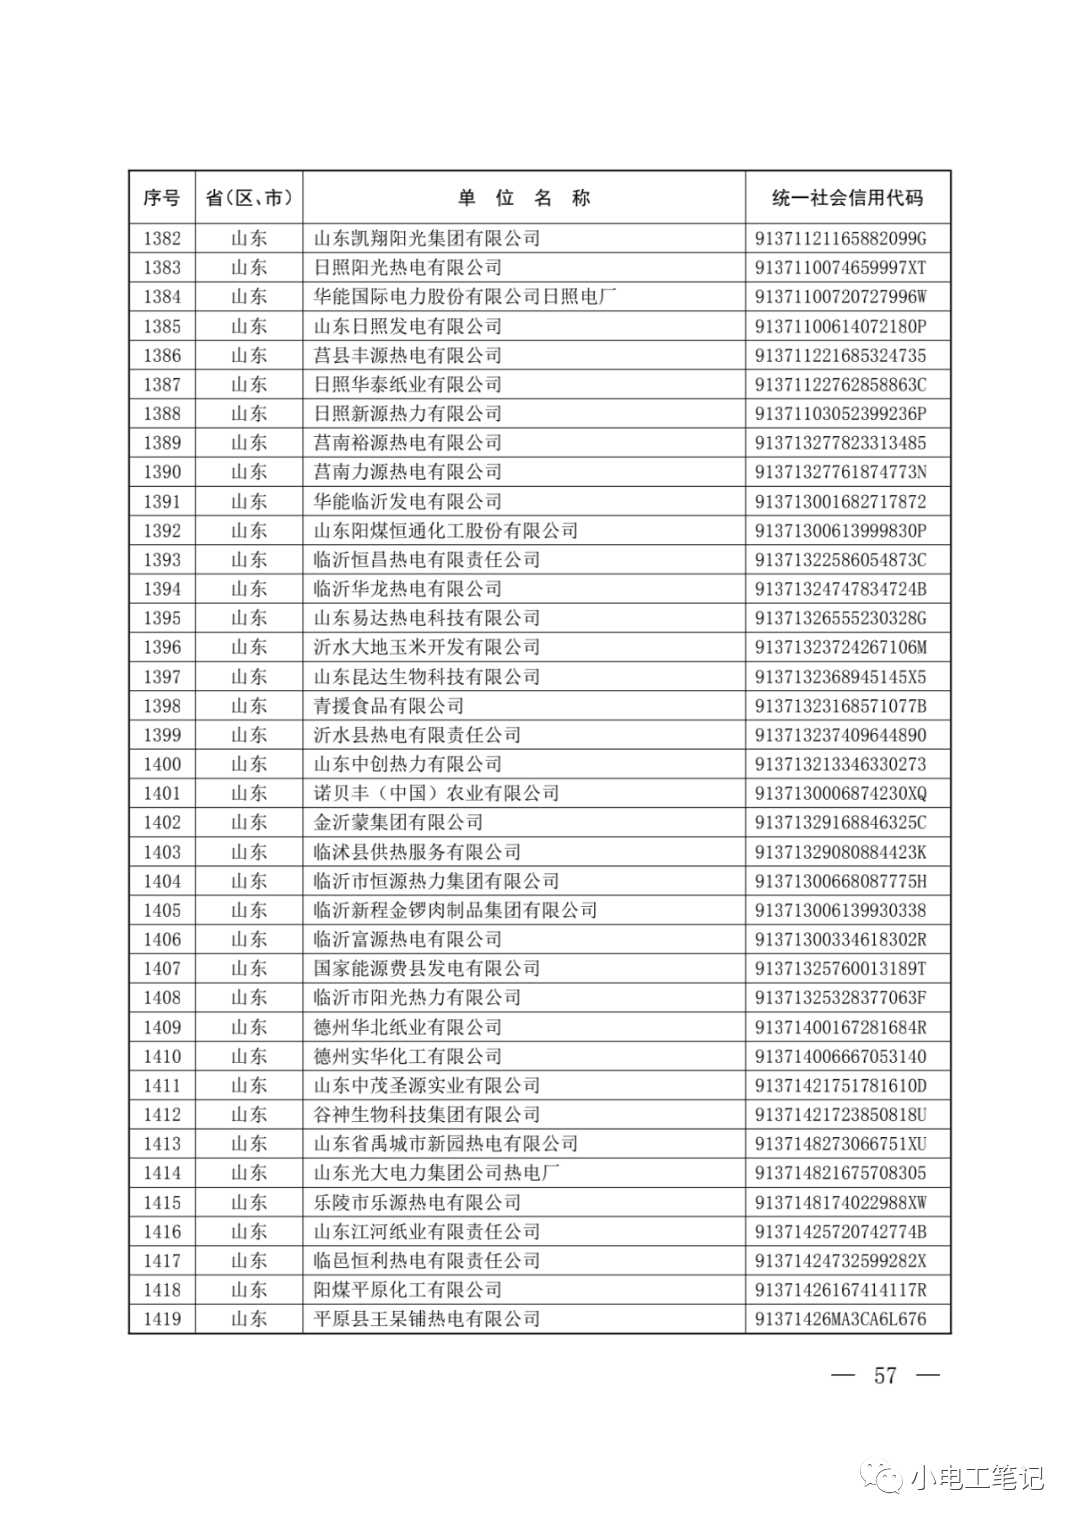 序号 省(区、市) 单位名称 统一社会信用代码
1382 山东 山东凯翔阳光集团有限公司 91371121165882099G
1383 山东 日照阳光热电有限公司 9137110074659997XT
1384 山东 华能国际电力股份有限公司日照电厂 91371100720727996W
1385 山东 山东日照发电有限公司 91371100614072180P
1386 山东 莒县丰源热电有限公司 913711221685324735
1387 山东 日照华泰纸业有限公司 91371122762858863C
1388 山东 日照新源热力有限公司 91371103052399236P
1389 山东 莒南裕源热电有限公司 913713277823313485
1390 山东 莒南力源热电有限公司 91371327761874773N
1391 山东 华能临沂发电有限公司 913713001682717872
1392 山东 山东阳煤恒通化工股份有限公司 91371300613999830P
1393 山东 临沂恒昌热电有限责任公司 91371322586054873C
1394 山东 临沂华龙热电有限公司 91371324747834724B
1395 山东 山东易达热电科技有限公司 91371326555230328G
1396 山东 沂水大地玉米开发有限公司 91371323724267106M
1397 山东 山东昆达生物科技有限公司 9137132368945145X5
1398 山东 青援食品有限公司 91371323168571077B
1399 山东 沂水县热电有限责任公司 913713237409644890
1400 山东 山东中创热力有限公司 913713213346330273
1401 山东 诺贝丰（中国）农业有限公司 9137130006874230XQ
1402 山东 金沂蒙集团有限公司 91371329168846325C
1403 山东 临沭县供热服务有限公司 91371329080884423K
1404 山东 临沂市恒源热力集团有限公司 91371300668087775H
1405 山东 临沂新程金锣肉制品集团有限公司 913713006139930338
1406 山东 临沂富源热电有限公司 91371300334618302R
1407 山东 国家能源费县发电有限公司 91371325760013189T
1408 山东 临沂市阳光热力有限公司 91371325328377063F
1409 山东 德州华北纸业有限公司 91371400167281684R
1410 山东 德州实华化工有限公司 913714006667053140
1411 山东 山东中茂圣源实业有限公司 91371421751781610D
1412 山东 谷神生物科技集团有限公司 91371421723850818U
1413 山东 山东省禹城市新园热电有限公司 9137148273066751XU
1414 山东 山东光大电力集团公司热电厂 913714821675708305
1415 山东 乐陵市乐源热电有限公司 9137148174022988XW
1416 山东 山东江河纸业有限责任公司 91371425720742774B
1417 山东 临邑恒利热电有限责任公司 91371424732599282X
1418 山东 阳煤平原化工有限公司 91371426167414117R
1419 山东 平原县王杲铺热电有限公司 91371426MA3CA6L676
— 57 —
小电工笔记